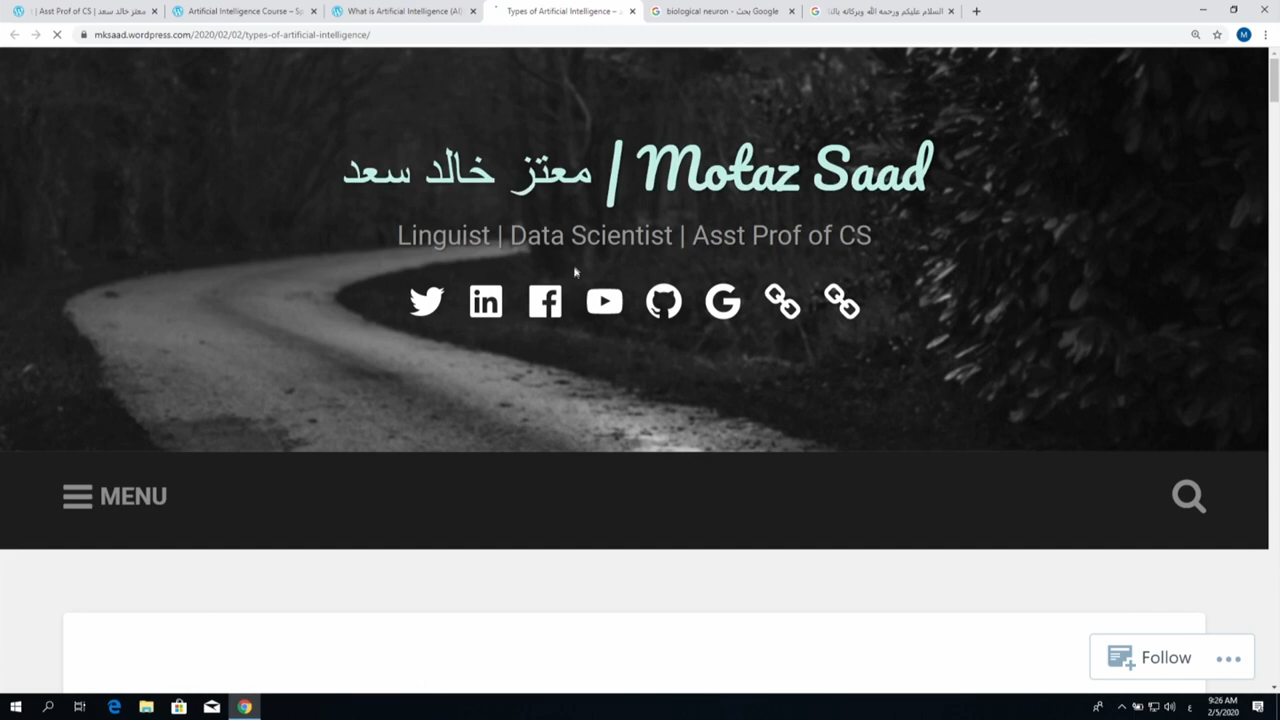 معتز خالد سعد | Asst Prof of CS |
Artificial Intelligence Course – Sp
What is Artificial Intelligence (AI)
Types of Artificial Intelligence –
biological neuron - بحث Google
السلام عليكم ورحمه الله وبركاته
mksaad.wordpress.com/2020/02/02/types-of-artificial-intelligence/
M
معتز خالد سعد | Motaz Saad
Linguist | Data Scientist | Asst Prof of CS
MENU
Follow
ع
9:26 AM
2/5/2020